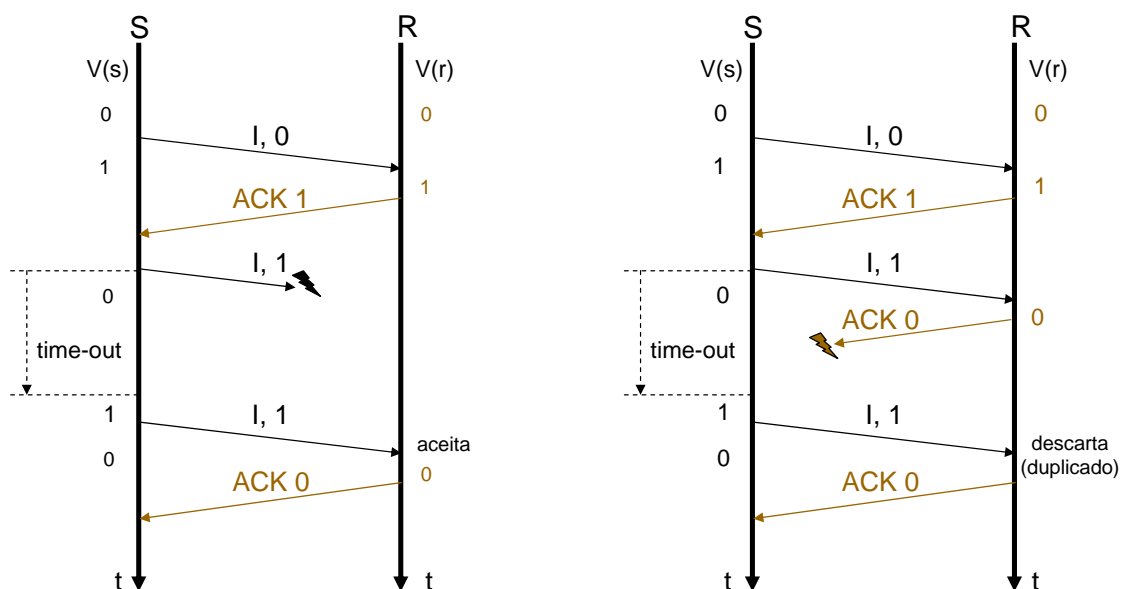 S
R
V(s)
V(r)
0
0
I, 0
1
1
ACK 1
I, 1
0
time-out
1
I, 1
aceita
0
0
ACK 0
t
t
S
R
V(s)
V(r)
0
0
I, 0
1
1
ACK 1
I, 1
0
0
ACK 0
time-out
1
I, 1
descarta
(duplicado)
0
ACK 0
t
t